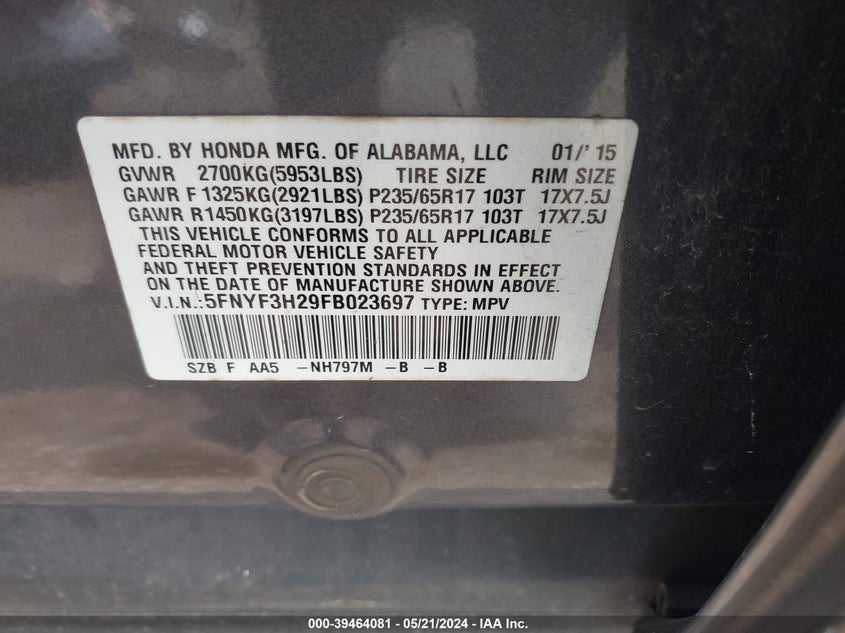 MFD. BY HONDA MFG. OF ALABAMA, LLC 01/' 15
GVWR 2700KG(5953LBS) TIRE SIZE RIM SIZE
GAWR F 1325KG(2921LBS) P235/65R17 103T 17X7.5J
GAWR R1450KG(3197LBS) P235/65R17 103T 17X7.5J
THIS VEHICLE CONFORMS TO ALL APPLICABLE
FEDERAL MOTOR VEHICLE SAFETY
AND THEFT PREVENTION STANDARDS IN EFFECT
ON THE DATE OF MANUFACTURE SHOWN ABOVE.
V.I.N.:5FNYF3H29FB023697 TYPE: MPV
SZB F AA5 -NH797M -B -B
000-39464081 - 05/21/2024 - IAA Inc.